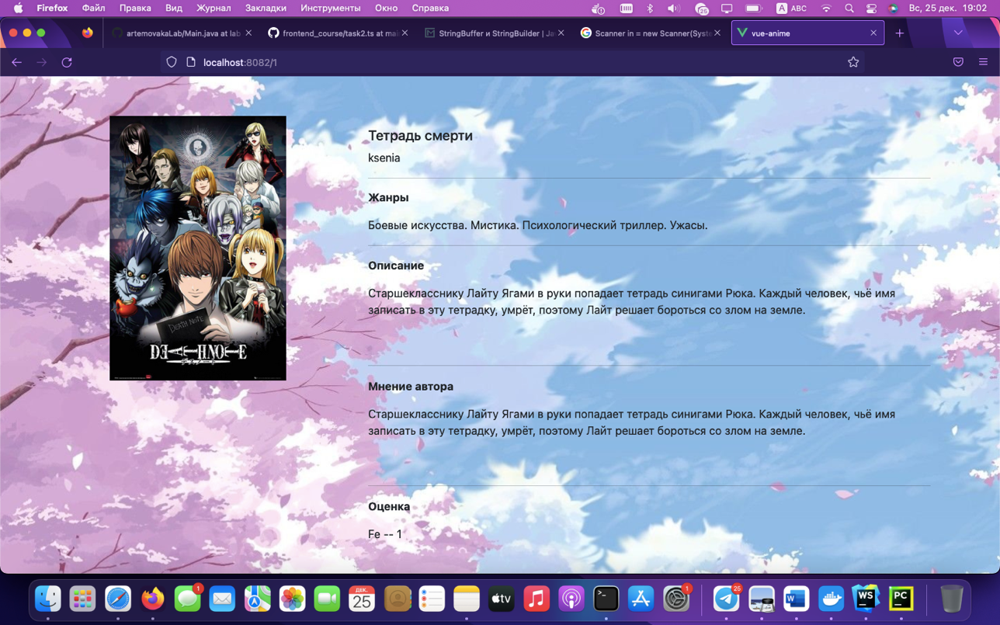 Firefox Файл Правка Вид Журнал Закладки Инструменты Окно Справка 26 A ABC Вс, 25 дек. 19:02
artemovakaLab/Main.java at lab
frontend_course/task2.ts at mai
StringBuffer и StringBuilder | Ja
Scanner in = new Scanner(Syste
vue-anime
localhost:8082/1
DEATH NOTE
DEATHNOTE
Тетрадь смерти
ksenia
Жанры
Боевые искусства. Мистика. Психологический триллер. Ужасы.
Описание
Старшекласснику Лайту Ягами в руки попадает тетрадь синигами Рюка. Каждый человек, чьё имя
записать в эту тетрадку, умрёт, поэтому Лайт решает бороться со злом на земле.
Мнение автора
Старшекласснику Лайту Ягами в руки попадает тетрадь синигами Рюка. Каждый человек, чьё имя
записать в эту тетрадку, умрёт, поэтому Лайт решает бороться со злом на земле.
Оценка
Fe -- 1
1
ДЕК.
25
tv
>_
1
25
W
WS
PC